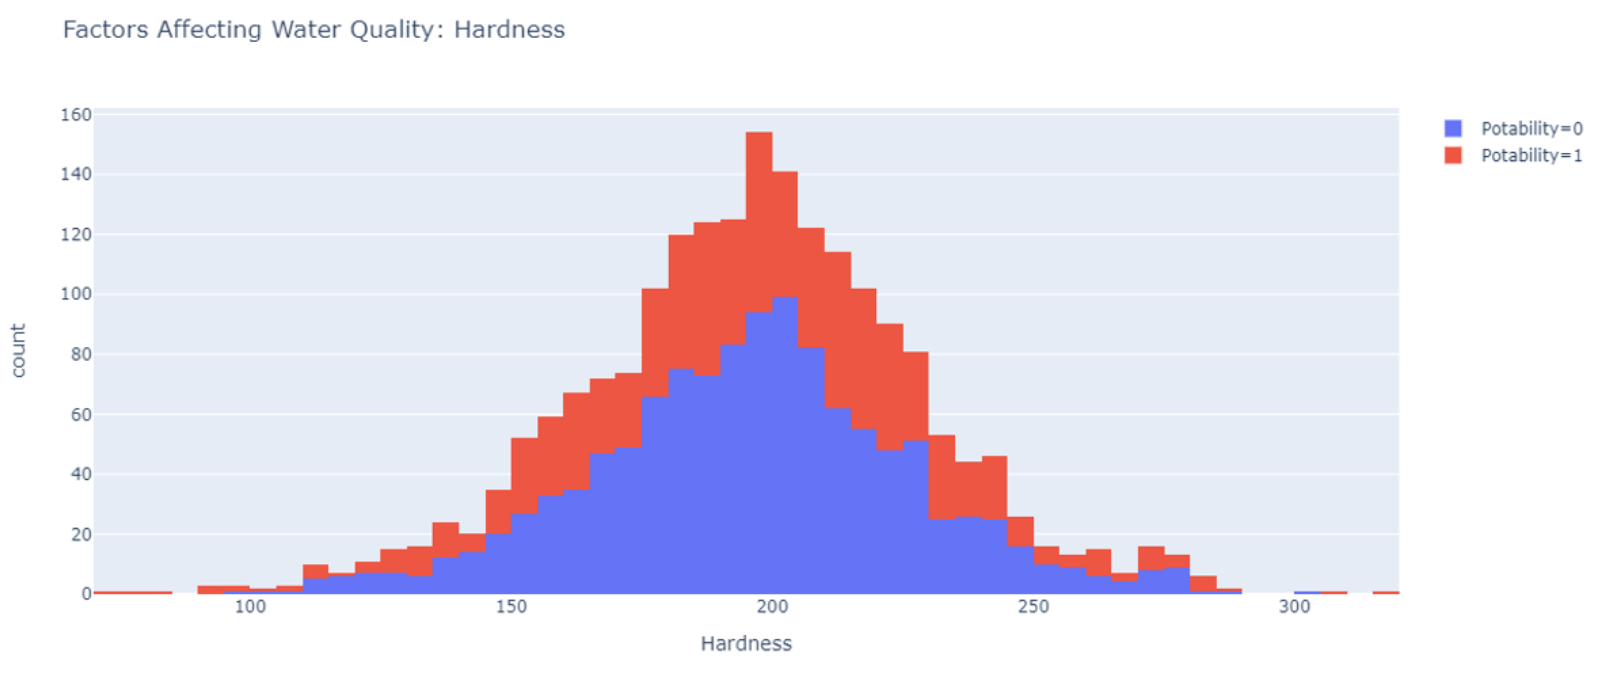 Factors Affecting Water Quality: Hardness
160
140
120
100
80
60
40
20
0
count
100 150 200 250 300
Hardness
Potability=0
Potability=1